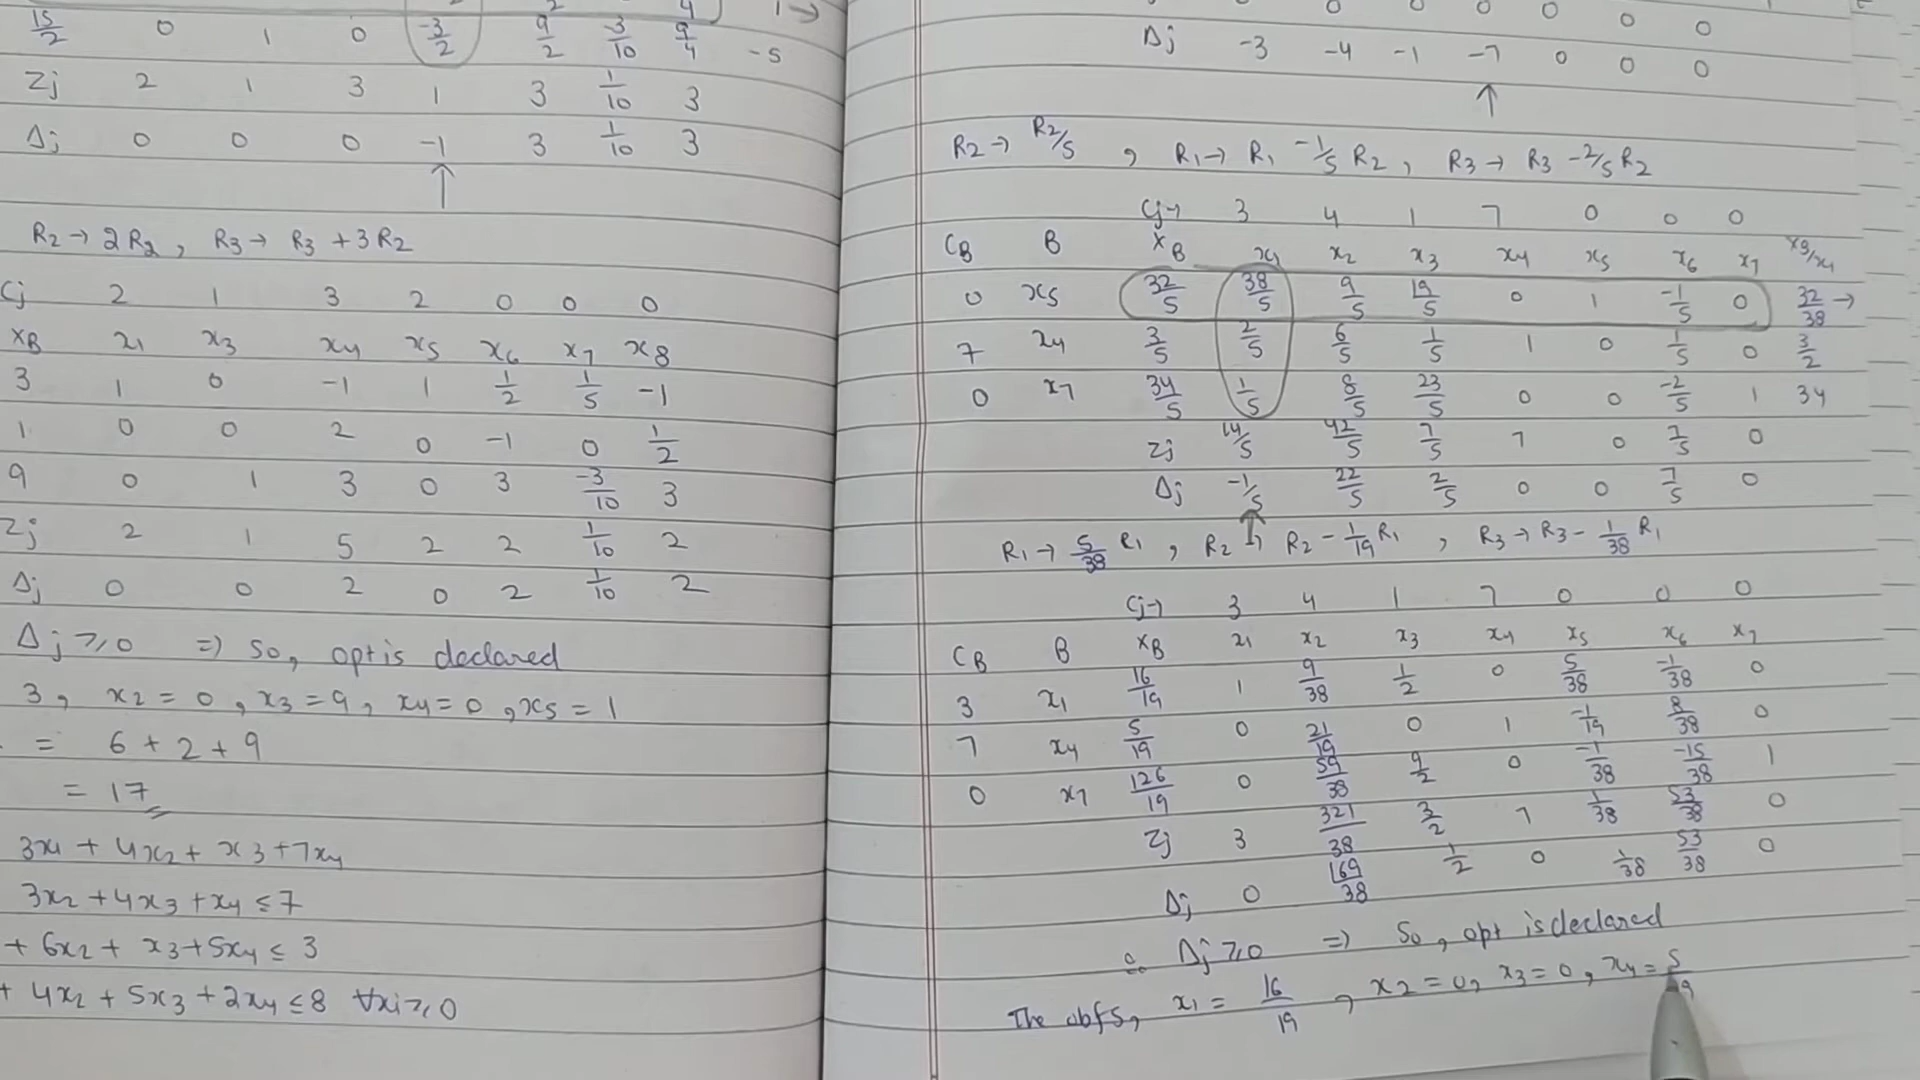 15/2 0 1 0 -3/2 9/2 -3/10 9/4 -5
Zj 2 1 3 1 3 1/10 3
Δj 0 0 0 -1 3 1/10 3
↑
R2→2R2, R3→ R3 +3R2
Cj 2 1 3 2 0 0 0
XB x1 x3 x4 x5 x6 x7 x8
3 1 0 -1 1 1/2 1/5 -1
1 0 0 2 0 -1 0 1/2
9 0 1 3 0 3 -3/10 3
Zj 2 1 5 2 2 1/10 2
Δj 0 0 2 0 2 1/10 2
Δj ⩾0 => So, opt is declared
3, x2 = 0, x3 = 9, x4 = 0, x5 = 1
= 6 + 2 + 9
= 17
3x1 + 4x2 + x3 + 7x4
3x2 + 4x3 + x4 ≤ 7
+ 6x2 + x3 + 5x4 ≤ 3
+ 4x2 + 5x3 + 2x4 ≤ 8 ∀xi⩾0
0 0 0 0 0 0
Δj -3 -4 -1 -7 0 0 0
↑
R2→ R2/5, R1→ R1 -1/5 R2, R3→ R3 -2/5 R2
Cj→ 3 4 1 7 0 0 0
CB B XB x1 x2 x3 x4 x5 x6 x7 XB/x1
0 x5 32/5 38/5 9/5 19/5 0 1 -1/5 0 32/38 →
7 x4 3/5 2/5 6/5 1/5 1 0 1/5 0 3/2
0 x7 34/5 1/5 8/5 23/5 0 0 -2/5 1 34
Zj 14/5 42/5 7/5 7 0 7/5 0
Δj -1/5 22/5 2/5 0 0 7/5 0
↑
R1→ 5/38 R1, R2→ R2 - 1/19 R1, R3→ R3 - 1/38 R1
Cj→ 3 4 1 7 0 0 0
CB B XB x1 x2 x3 x4 x5 x6 x7
3 x1 16/19 1 9/38 1/2 0 5/38 -1/38 0
7 x4 5/19 0 21/19 0 1 -1/19 8/38 0
0 x7 126/19 0 59/38 9/2 0 -1/38 -15/38 1
Zj 3 321/38 3/2 7 1/38 53/38 0
Δj 0 169/38 1/2 0 1/38 53/38 0
∴ Δj ⩾0 => So, opt is declared
The obfs, x1 = 16/19, x2 = 0, x3 = 0, x4 = 5/19